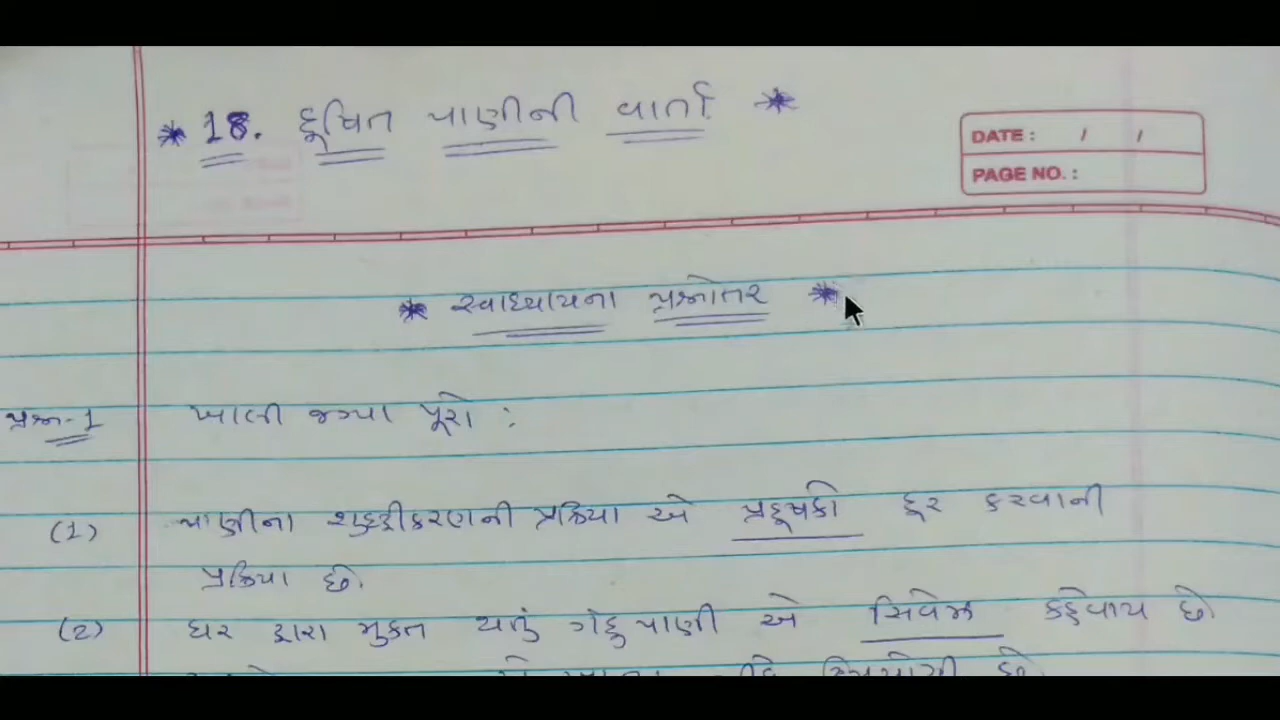 * 18. દૂષિત પાણીની વાર્તા *
DATE : / /
PAGE NO. :
* સ્વાધ્યાયના પ્રશ્નોતર *
પ્રશ્ન-1 ખાલી જગ્યા પૂરો :
(1) પાણીના શુદ્ધીકરણની પ્રક્રિયા એ પ્રદૂષકો દૂર કરવાની
પ્રક્રિયા છે.
(2) ઘર દ્વારા મુક્ત થતું ગંદુ પાણી એ સિવેઝ કહેવાય છે